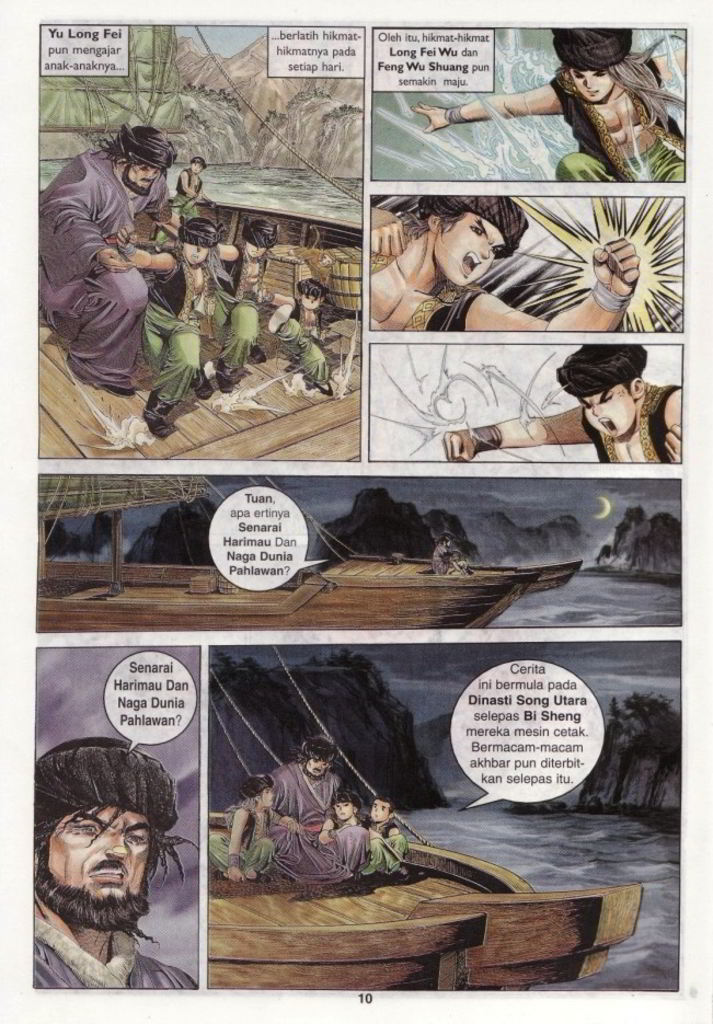 Yu Long Fei
pun mengajar
anak-anaknya...
...berlatih hikmat-
hikmatnya pada
setiap hari.
Oleh itu, hikmat-hikmat
Long Fei Wu dan
Feng Wu Shuang pun
semakin maju.
Tuan,
apa ertinya
Senarai
Harimau Dan
Naga Dunia
Pahlawan?
Senarai
Harimau Dan
Naga Dunia
Pahlawan?
Cerita
ini bermula pada
Dinasti Song Utara
selepas Bi Sheng
mereka mesin cetak.
Bermacam-macam
akhbar pun diterbit-
kan selepas itu.
10